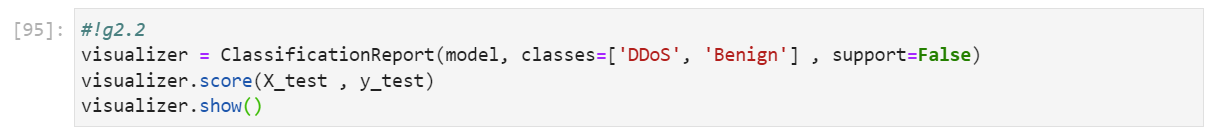 [95]: #!g2.2
visualizer = ClassificationReport(model, classes=['DDoS', 'Benign'] , support=False)
visualizer.score(X_test , y_test)
visualizer.show()